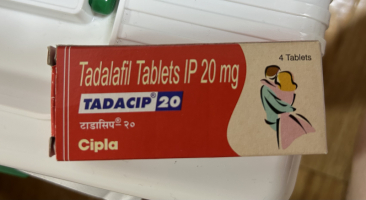 Tadalafil Tablets IP 20 mg
4 Tablets
TADACIP® 20
टाडासिप® २०
Cipla